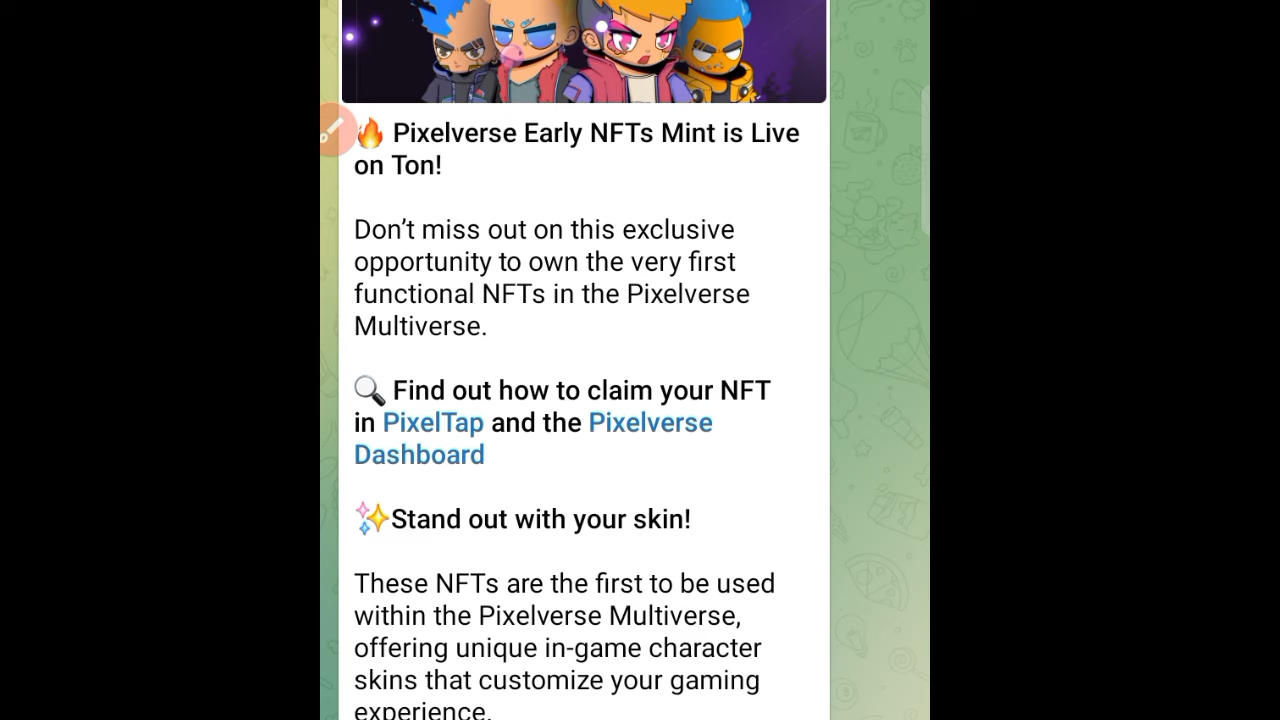 🔥 Pixelverse Early NFTs Mint is Live
on Ton!
Don’t miss out on this exclusive
opportunity to own the very first
functional NFTs in the Pixelverse
Multiverse.
🔍 Find out how to claim your NFT
in PixelTap and the Pixelverse
Dashboard
✨Stand out with your skin!
These NFTs are the first to be used
within the Pixelverse Multiverse,
offering unique in-game character
skins that customize your gaming
experience.